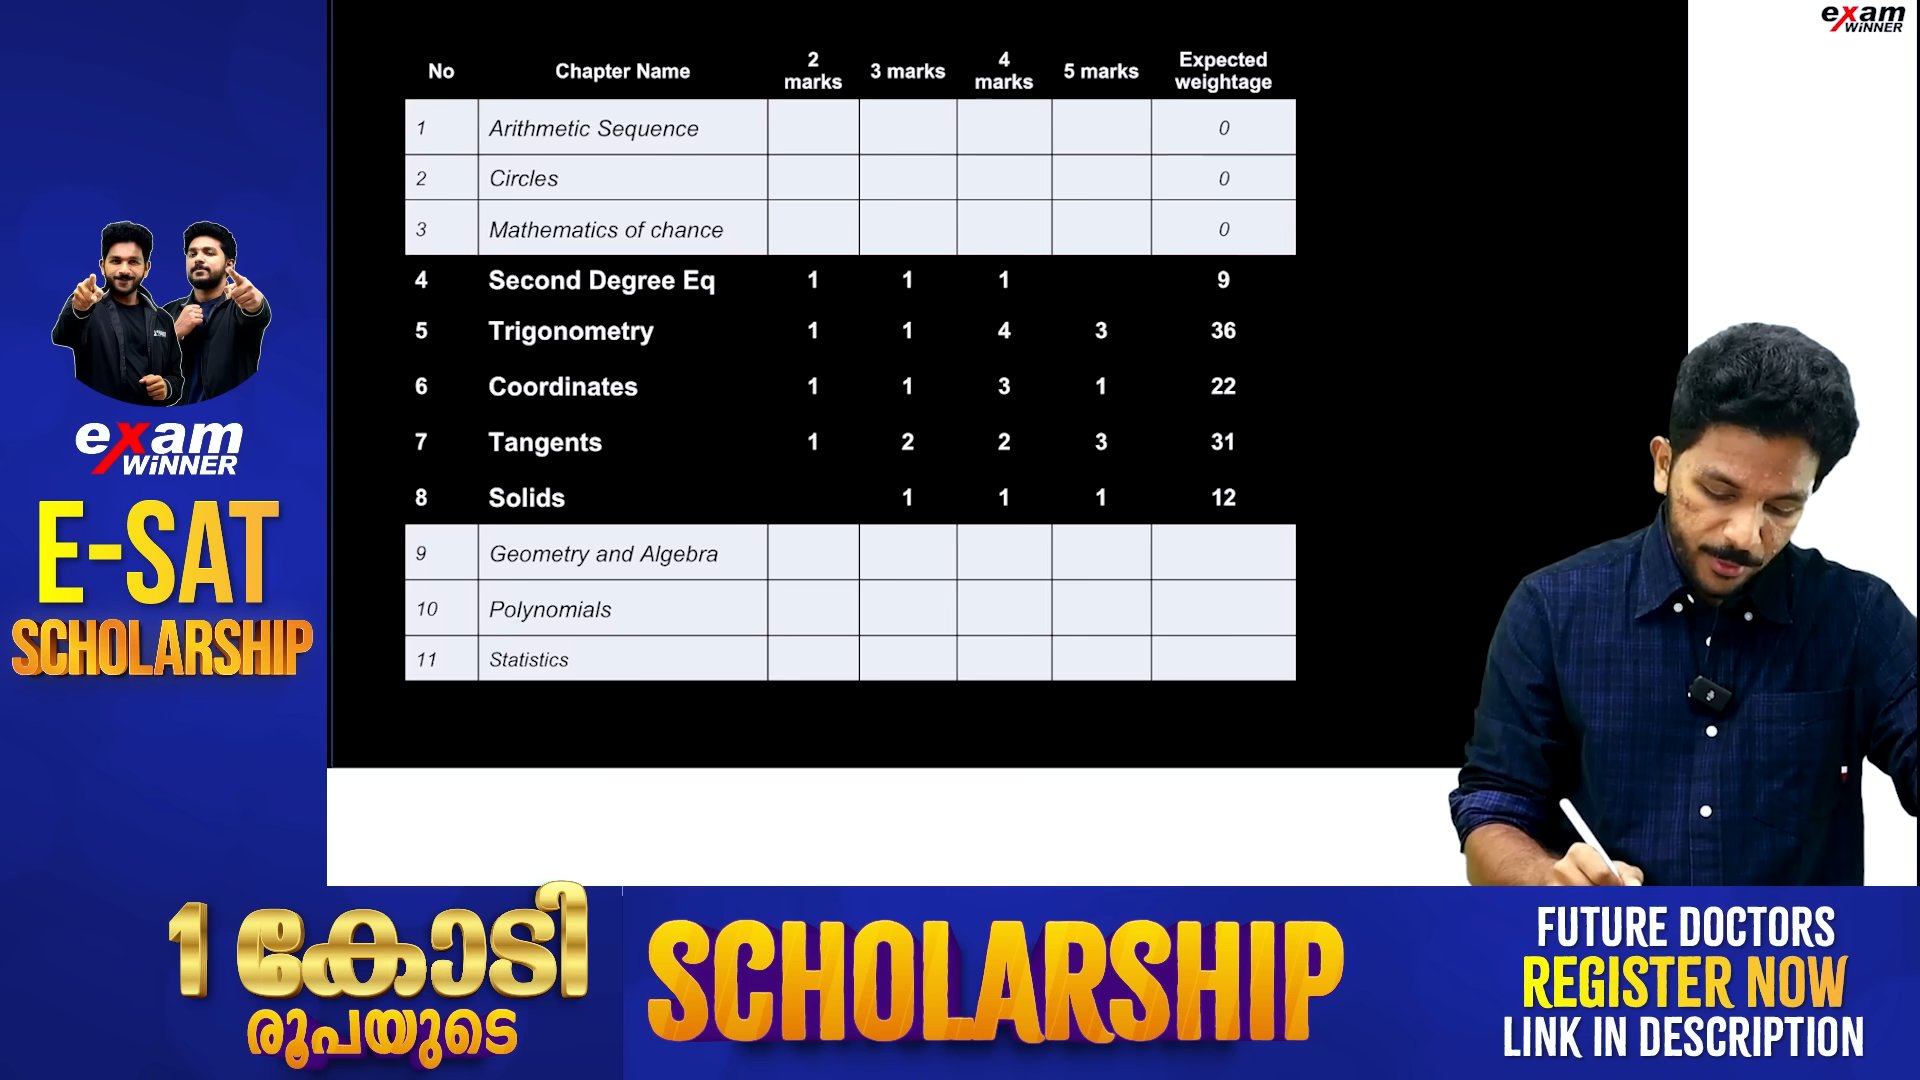 exam
WiNNER
No Chapter Name 2 marks 3 marks 4 marks 5 marks Expected weightage
1 Arithmetic Sequence 0
2 Circles 0
3 Mathematics of chance 0
4 Second Degree Eq 1 1 1 9
5 Trigonometry 1 1 4 3 36
6 Coordinates 1 1 3 1 22
7 Tangents 1 2 2 3 31
8 Solids 1 1 1 12
9 Geometry and Algebra
10 Polynomials
11 Statistics
exam
WiNNER
E-SAT
SCHOLARSHIP
1 കോടി
രൂപയുടെ
SCHOLARSHIP
FUTURE DOCTORS
REGISTER NOW
LINK IN DESCRIPTION